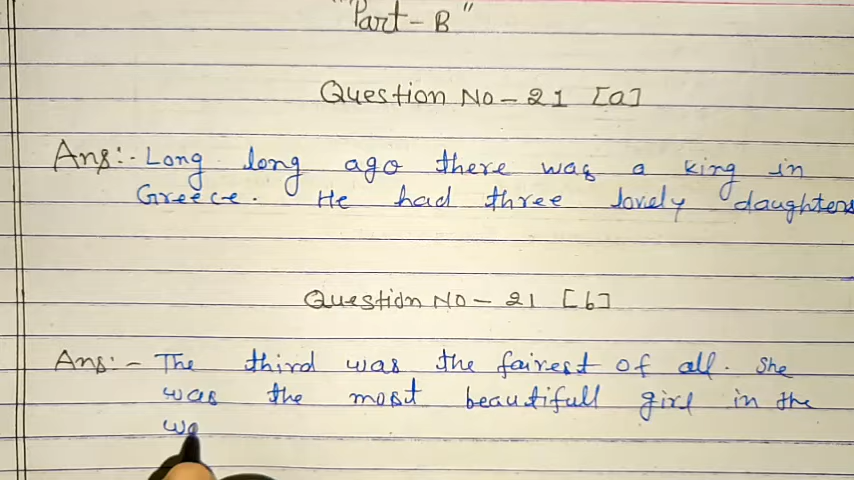 "Part-B"
Question No-21 [a]
Ans:- Long long ago there was a king in
Greece. He had three lovely daughters
Question No- 21 [b]
Ans:- The third was the fairest of all. She
was the most beautifull girl in the